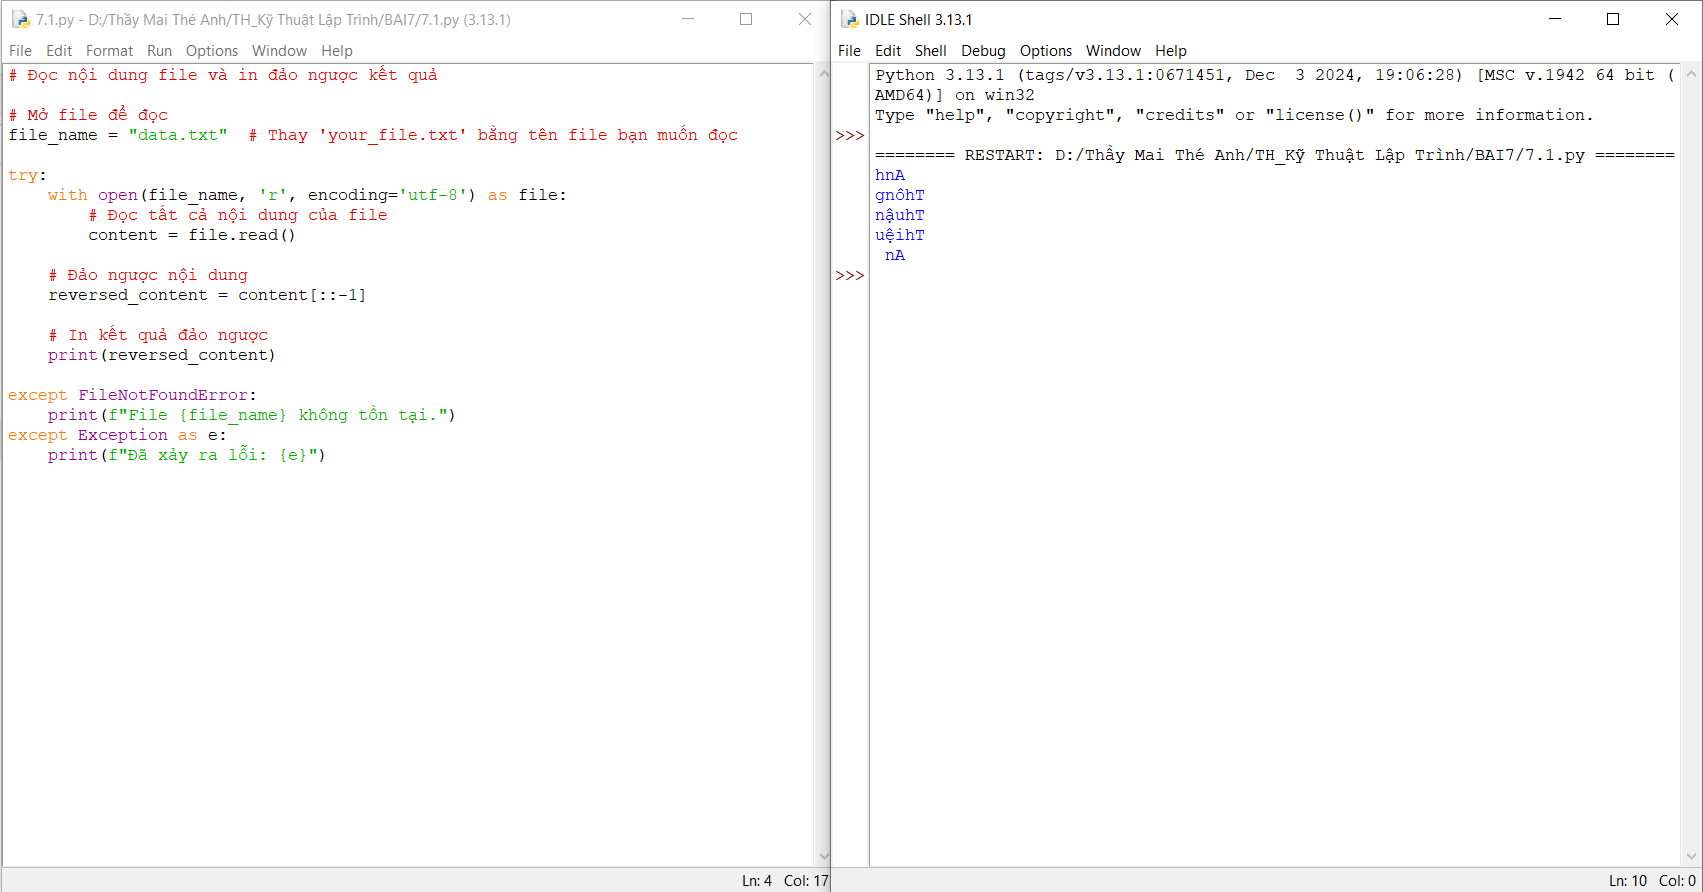 7.1.py - D:/Thầy Mai Thé Anh/TH_Kỹ Thuật Lập Trình/BAI7/7.1.py (3.13.1)
File Edit Format Run Options Window Help
# Đọc nội dung file và in đảo ngược kết quả
# Mở file để đọc
file_name = "data.txt"  # Thay 'your_file.txt' bằng tên file bạn muốn đọc
try:
    with open(file_name, 'r', encoding='utf-8') as file:
        # Đọc tất cả nội dung của file
        content = file.read()
    # Đảo ngược nội dung
    reversed_content = content[::-1]
    # In kết quả đảo ngược
    print(reversed_content)
except FileNotFoundError:
    print(f"File {file_name} không tồn tại.")
except Exception as e:
    print(f"Đã xảy ra lỗi: {e}")
Ln: 4 Col: 17
IDLE Shell 3.13.1
File Edit Shell Debug Options Window Help
Python 3.13.1 (tags/v3.13.1:0671451, Dec  3 2024, 19:06:28) [MSC v.1942 64 bit (
AMD64)] on win32
Type "help", "copyright", "credits" or "license()" for more information.
>>>
======== RESTART: D:/Thầy Mai Thé Anh/TH_Kỹ Thuật Lập Trình/BAI7/7.1.py ========
hnA
gnôhT
nậuhT
uệihT
 nA
>>>
Ln: 10 Col: 0